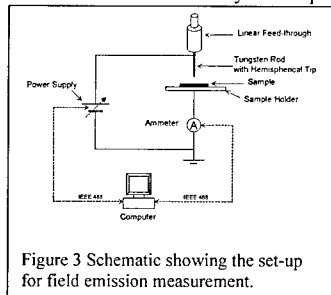 Linear Feed-through
Tungsten Rod
with Hemispherical Tip
Sample
Sample Holder
Power Supply
Ammeter
A
IEEE 488
IEEE 488
Computer
Figure 3 Schematic showing the set-up
for field emission measurement.